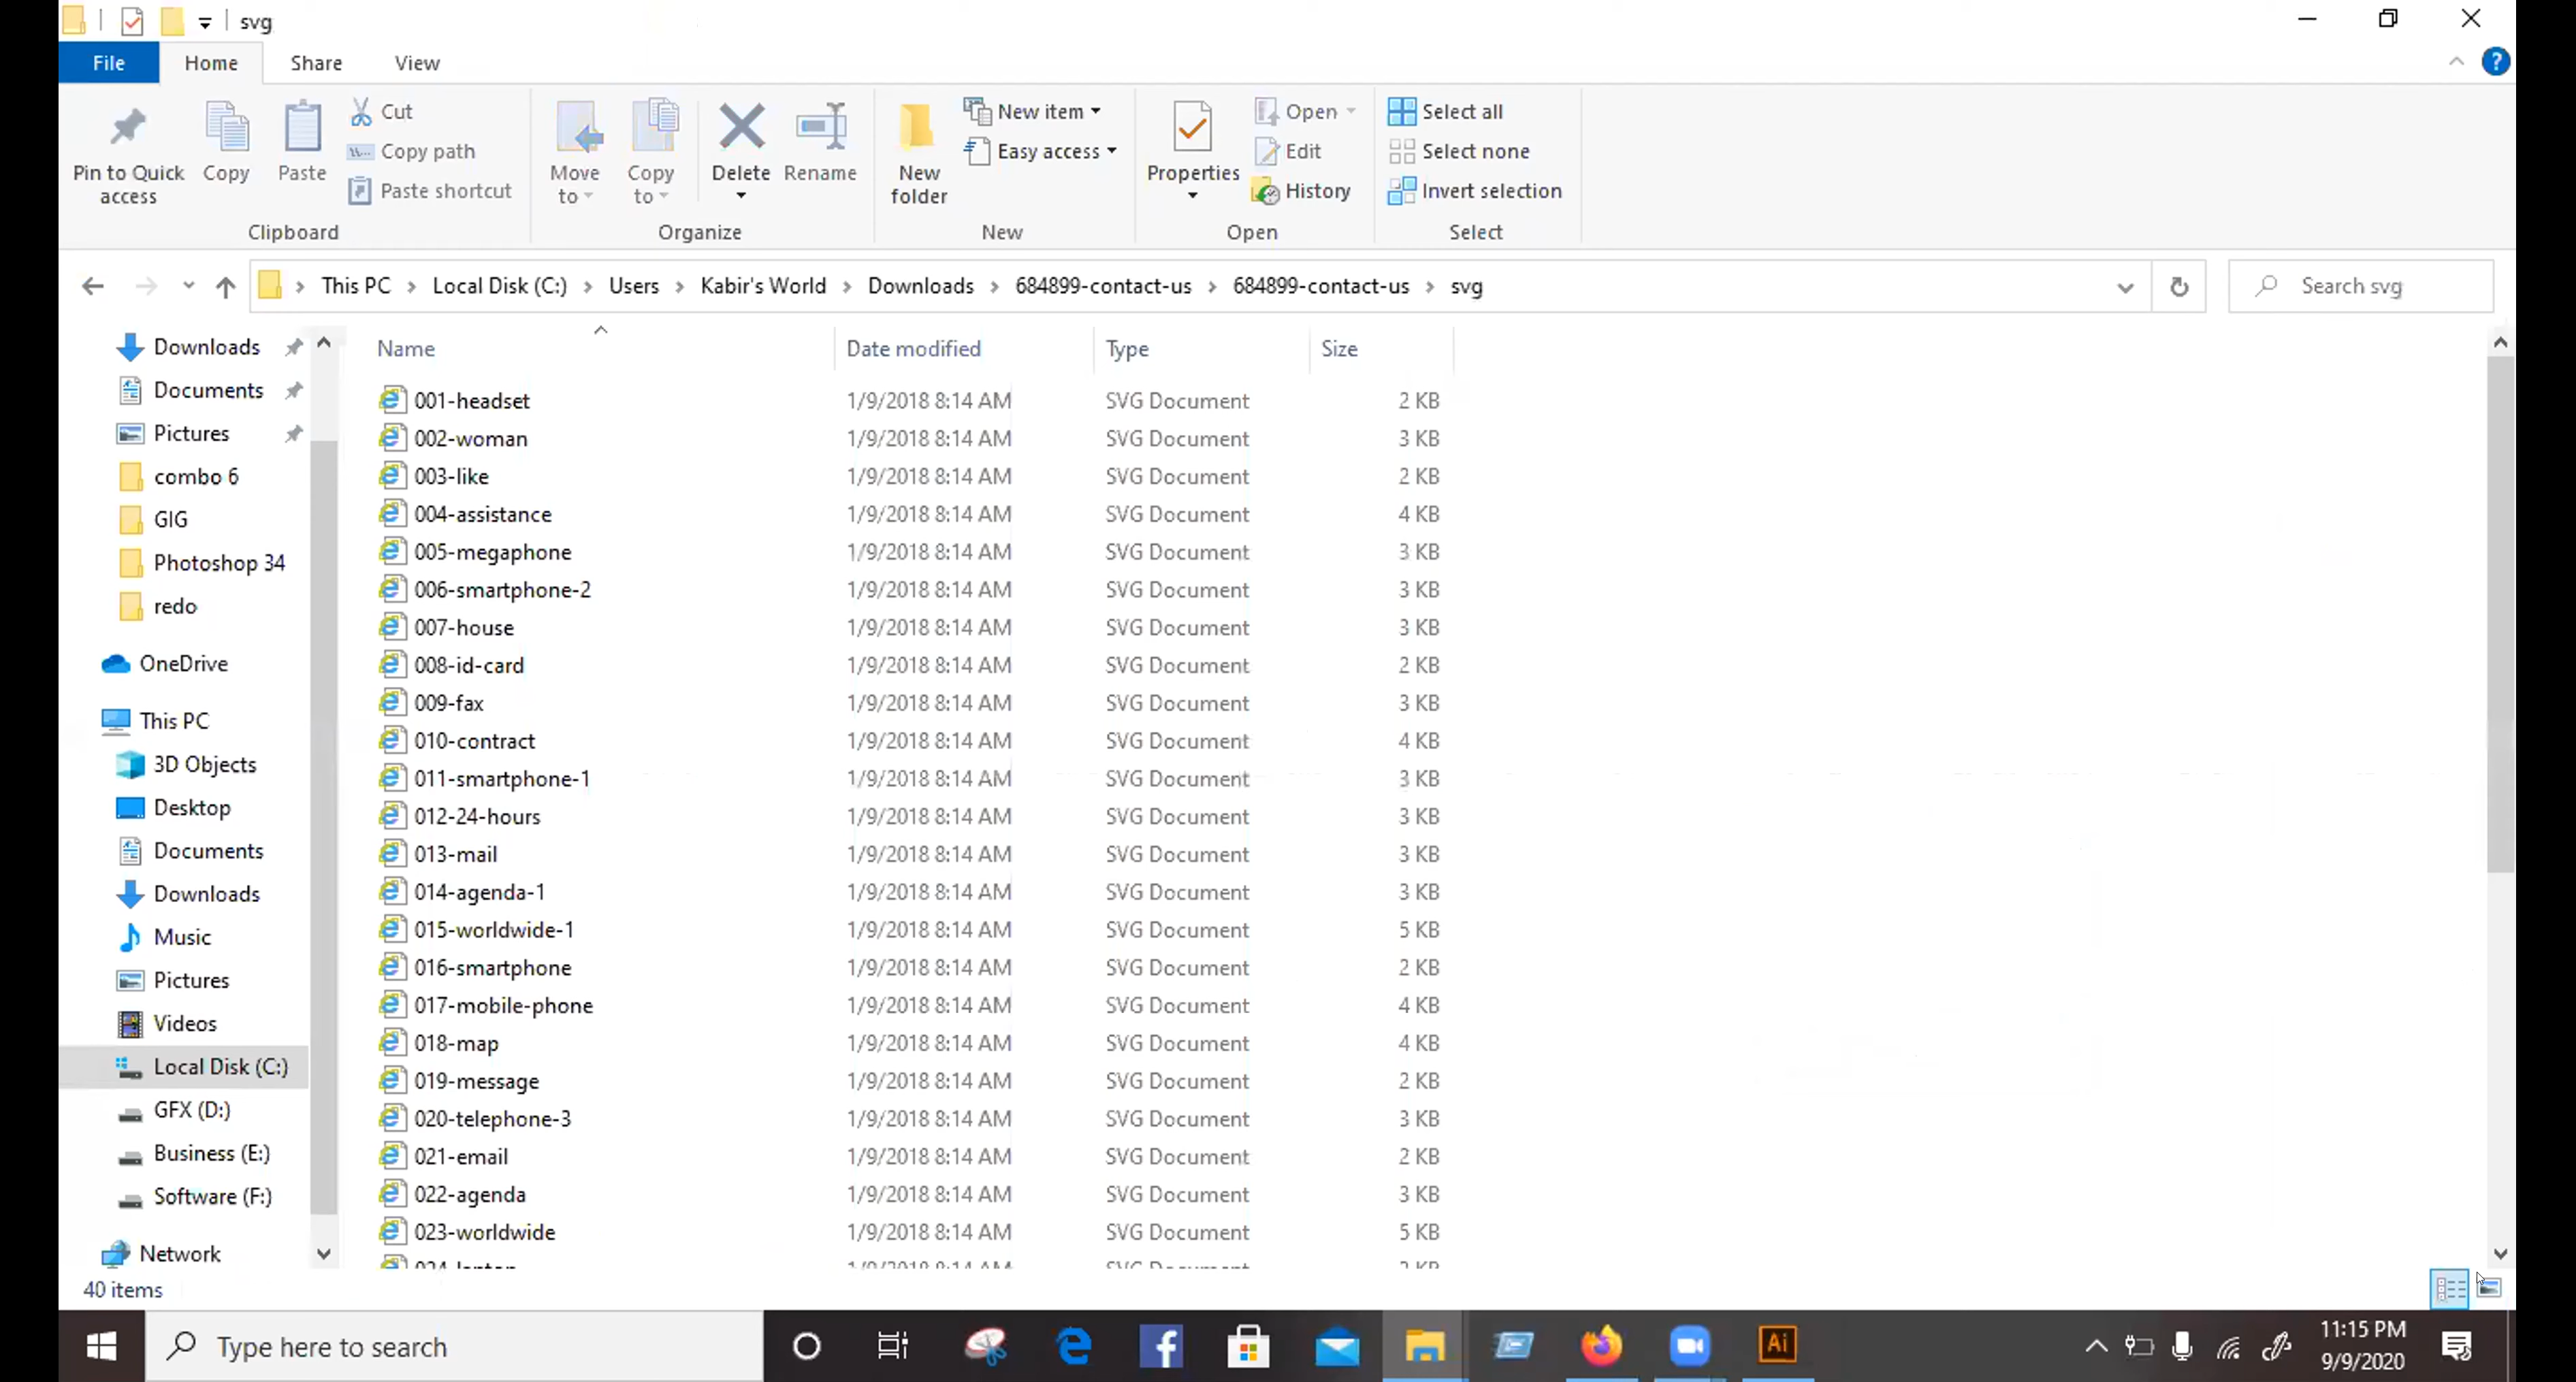 svg
File Home Share View
Pin to Quick access
Copy
Paste
Cut
Copy path
Paste shortcut
Clipboard
Move to
Copy to
Delete
Rename
Organize
New folder
New item
Easy access
New
Properties
Open
Edit
History
Open
Select all
Select none
Invert selection
Select
This PC > Local Disk (C:) > Users > Kabir's World > Downloads > 684899-contact-us > 684899-contact-us > svg
Search svg
Downloads
Documents
Pictures
combo 6
GIG
Photoshop 34
redo
OneDrive
This PC
3D Objects
Desktop
Documents
Downloads
Music
Pictures
Videos
Local Disk (C:)
GFX (D:)
Business (E:)
Software (F:)
Network
Name Date modified Type Size
001-headset 1/9/2018 8:14 AM SVG Document 2 KB
002-woman 1/9/2018 8:14 AM SVG Document 3 KB
003-like 1/9/2018 8:14 AM SVG Document 2 KB
004-assistance 1/9/2018 8:14 AM SVG Document 4 KB
005-megaphone 1/9/2018 8:14 AM SVG Document 3 KB
006-smartphone-2 1/9/2018 8:14 AM SVG Document 3 KB
007-house 1/9/2018 8:14 AM SVG Document 3 KB
008-id-card 1/9/2018 8:14 AM SVG Document 2 KB
009-fax 1/9/2018 8:14 AM SVG Document 3 KB
010-contract 1/9/2018 8:14 AM SVG Document 4 KB
011-smartphone-1 1/9/2018 8:14 AM SVG Document 3 KB
012-24-hours 1/9/2018 8:14 AM SVG Document 3 KB
013-mail 1/9/2018 8:14 AM SVG Document 3 KB
014-agenda-1 1/9/2018 8:14 AM SVG Document 3 KB
015-worldwide-1 1/9/2018 8:14 AM SVG Document 5 KB
016-smartphone 1/9/2018 8:14 AM SVG Document 2 KB
017-mobile-phone 1/9/2018 8:14 AM SVG Document 4 KB
018-map 1/9/2018 8:14 AM SVG Document 4 KB
019-message 1/9/2018 8:14 AM SVG Document 2 KB
020-telephone-3 1/9/2018 8:14 AM SVG Document 3 KB
021-email 1/9/2018 8:14 AM SVG Document 2 KB
022-agenda 1/9/2018 8:14 AM SVG Document 3 KB
023-worldwide 1/9/2018 8:14 AM SVG Document 5 KB
40 items
Type here to search
Ai
11:15 PM
9/9/2020